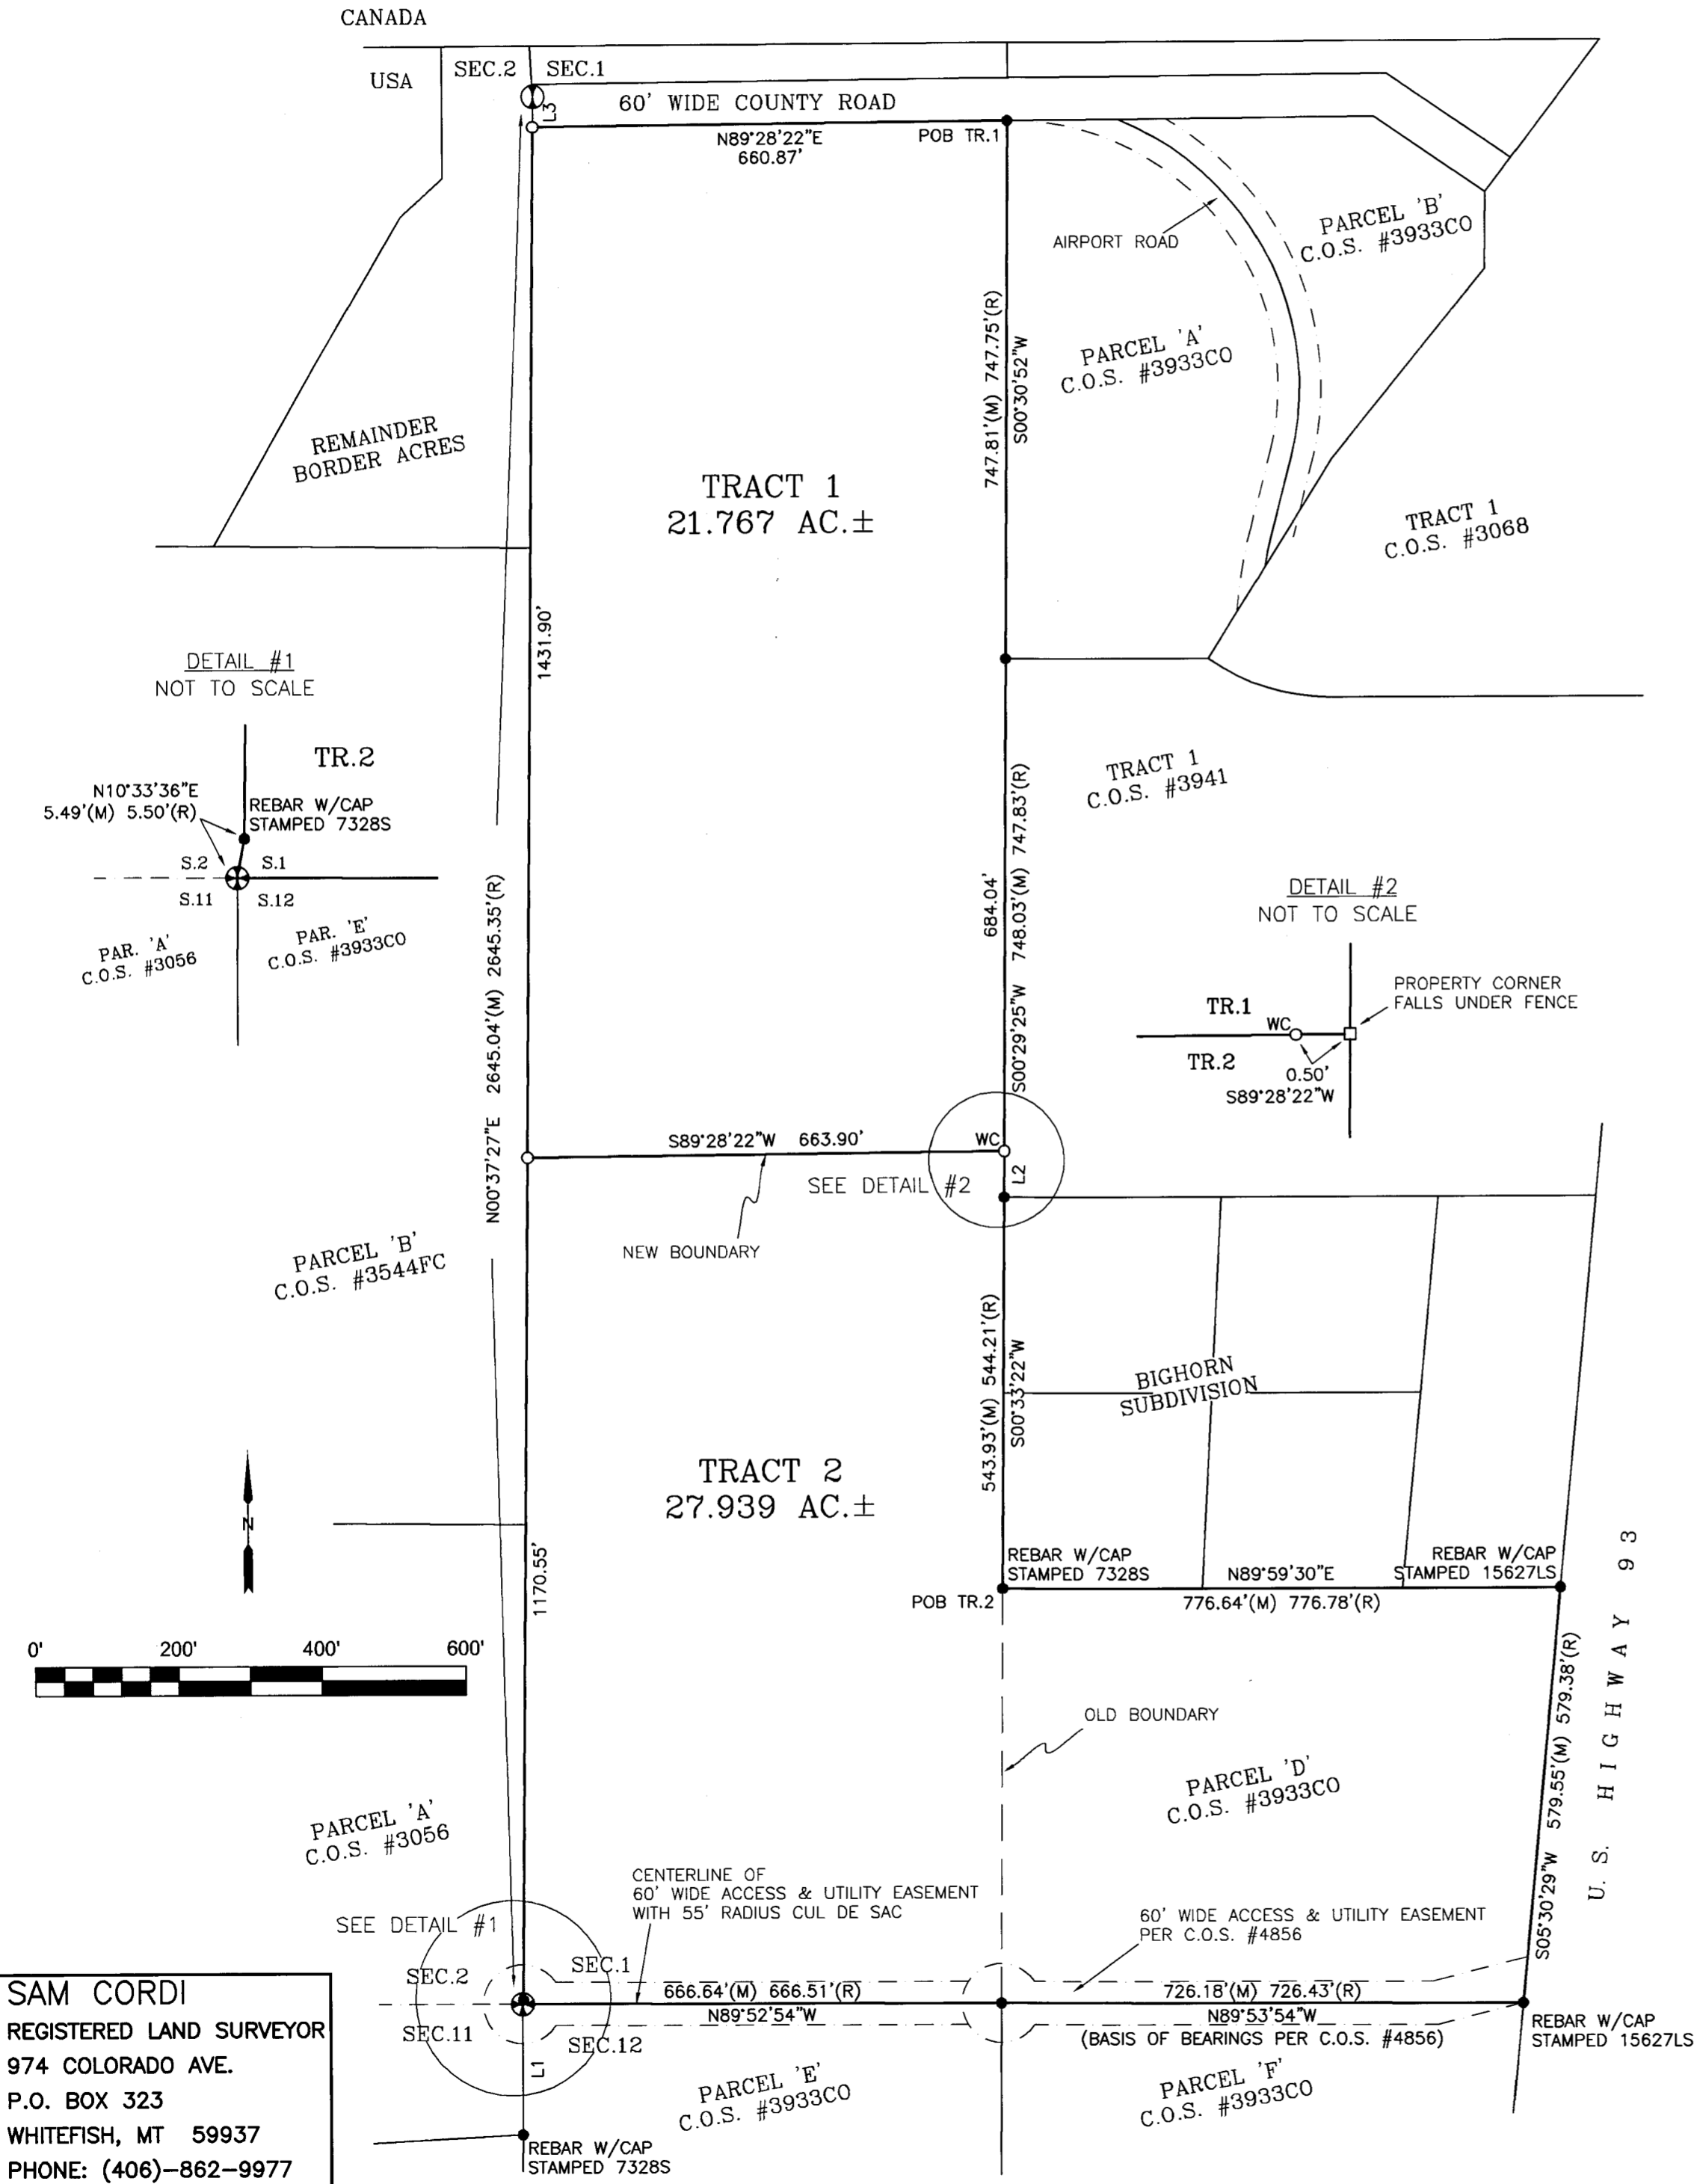 CANADA
USA
SEC.2
SEC.1
L3
60' WIDE COUNTY ROAD
N89°28'22"E
660.87'
POB TR.1
AIRPORT ROAD
PARCEL 'B'
C.O.S. #3933CO
747.81'(M) 747.75'(R)
S00°30'52"W
PARCEL 'A'
C.O.S. #3933CO
REMAINDER
BORDER ACRES
TRACT 1
21.767 AC.±
TRACT 1
C.O.S. #3068
1431.90'
DETAIL #1
NOT TO SCALE
TR.2
N10°33'36"E
5.49'(M) 5.50'(R)
REBAR W/CAP
STAMPED 7328S
S.2
S.1
S.11
S.12
PAR. 'A'
C.O.S. #3056
PAR. 'E'
C.O.S. #3933CO
N00°37'27"E 2645.04'(M) 2645.35'(R)
TRACT 1
C.O.S. #3941
684.04'
S00°29'25"W 748.03'(M) 747.83'(R)
DETAIL #2
NOT TO SCALE
PROPERTY CORNER
FALLS UNDER FENCE
TR.1
WC
TR.2
0.50'
S89°28'22"W
S89°28'22"W 663.90'
WC
L2
SEE DETAIL #2
NEW BOUNDARY
PARCEL 'B'
C.O.S. #3544FC
543.93'(M) 544.21'(R)
S00°33'22"W
BIGHORN
SUBDIVISION
TRACT 2
27.939 AC.±
N
1170.55'
REBAR W/CAP
STAMPED 7328S
N89°59'30"E
REBAR W/CAP
STAMPED 15627LS
POB TR.2
776.64'(M) 776.78'(R)
U.S. HIGHWAY 93
0' 200' 400' 600'
OLD BOUNDARY
S05°30'29"W 579.55'(M) 579.38'(R)
PARCEL 'D'
C.O.S. #3933CO
PARCEL 'A'
C.O.S. #3056
CENTERLINE OF
60' WIDE ACCESS & UTILITY EASEMENT
WITH 55' RADIUS CUL DE SAC
60' WIDE ACCESS & UTILITY EASEMENT
PER C.O.S. #4856
SEE DETAIL #1
SEC.2
SEC.1
666.64'(M) 666.51'(R)
N89°52'54"W
726.18'(M) 726.43'(R)
N89°53'54"W
(BASIS OF BEARINGS PER C.O.S. #4856)
REBAR W/CAP
STAMPED 15627LS
SEC.11
SEC.12
L1
PARCEL 'E'
C.O.S. #3933CO
PARCEL 'F'
C.O.S. #3933CO
REBAR W/CAP
STAMPED 7328S
SAM CORDI
REGISTERED LAND SURVEYOR
974 COLORADO AVE.
P.O. BOX 323
WHITEFISH, MT 59937
PHONE: (406)-862-9977